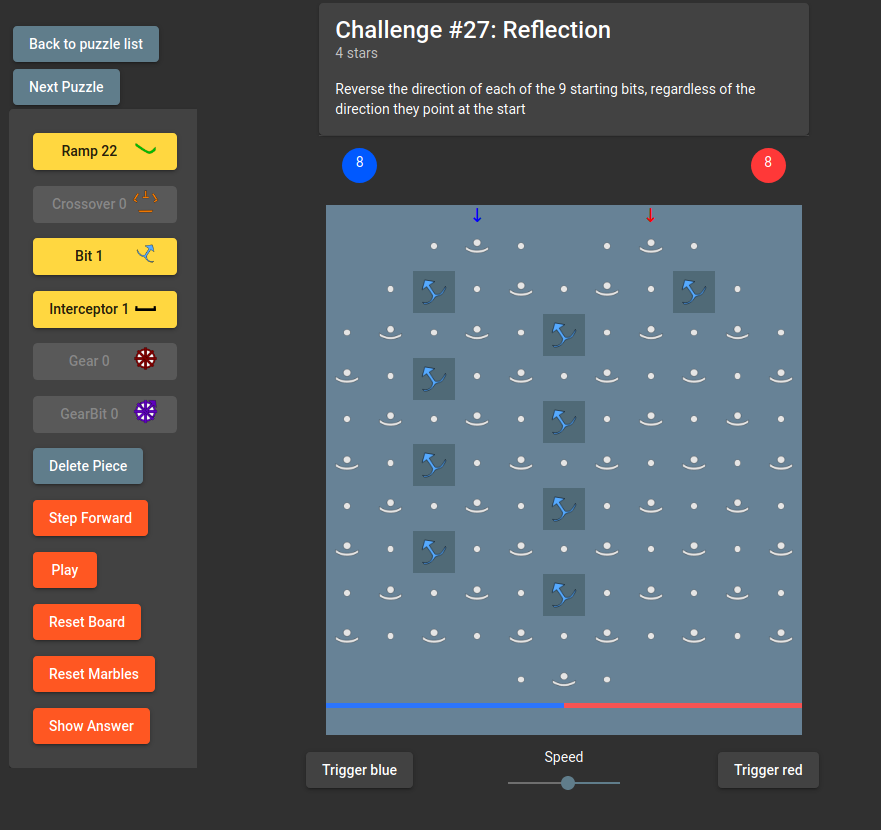 Back to puzzle list
Next Puzzle
Challenge #27: Reflection
4 stars
Reverse the direction of each of the 9 starting bits, regardless of the
direction they point at the start
8
8
Ramp 22
Crossover 0
Bit 1
Interceptor 1
Gear 0
GearBit 0
Delete Piece
Step Forward
Play
Reset Board
Reset Marbles
Show Answer
Trigger blue
Speed
Trigger red